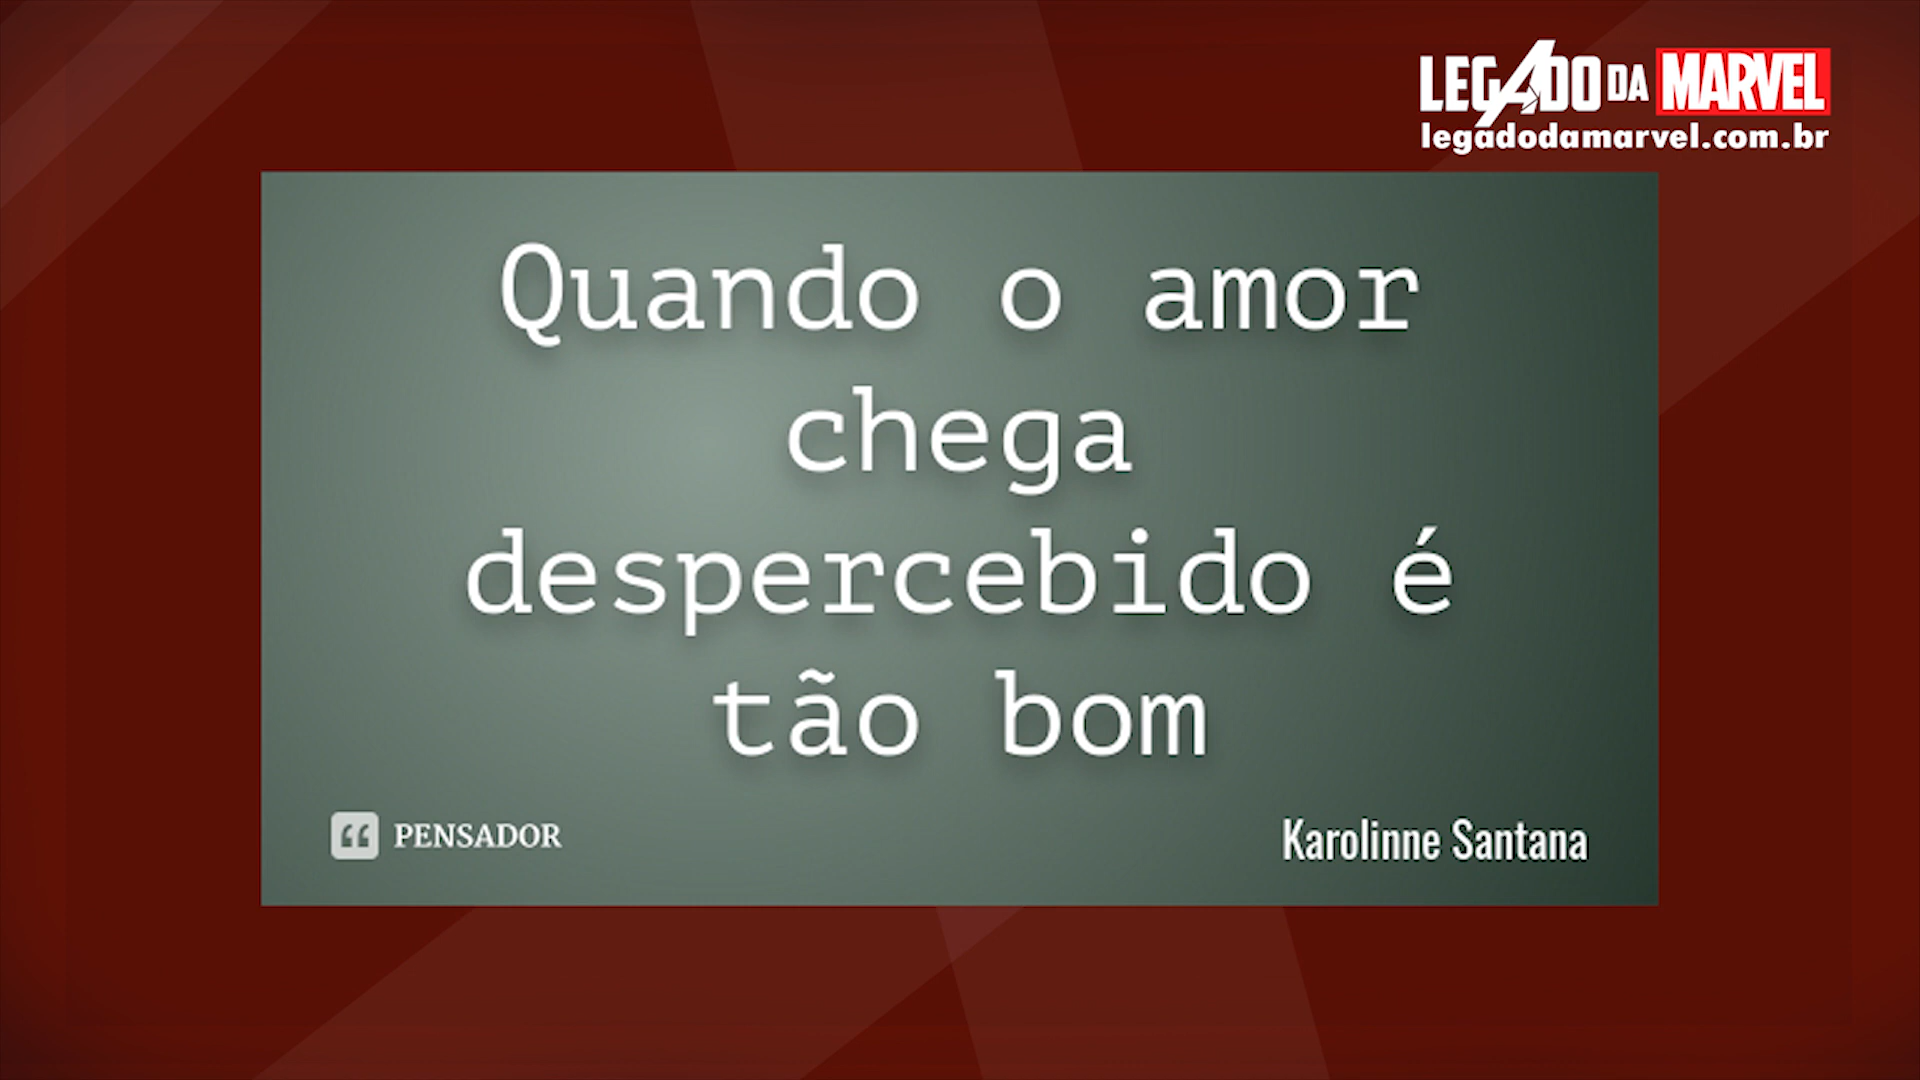 LEGADO DA MARVEL
legadodamarvel.com.br
Quando o amor
chega
despercebido é
tão bom
PENSADOR
Karolinne Santana